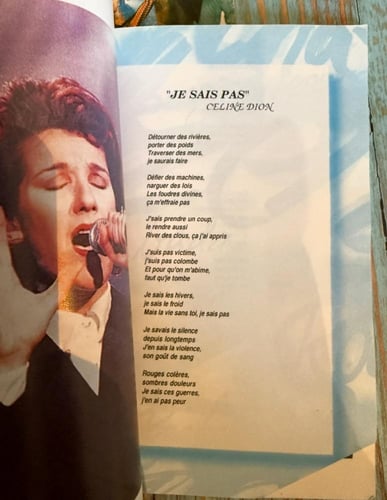 "JE SAIS PAS"
CELINE DION
Détourner des rivières,
porter des poids
Traverser des mers,
je saurais faire
Défier des machines,
narguer des lois
Les foudres divines,
ça m'effraie pas
J'sais prendre un coup,
le rendre aussi
River des clous, ça j'ai appris
J'suis pas victime,
j'suis pas colombe
Et pour qu'on m'abime,
faut qu'je tombe
Je sais les hivers,
je sais le froid
Mais la vie sans toi, je sais pas
Je savais le silence
depuis longtemps
J'en sais la violence,
son goût de sang
Rouges colères,
sombres douleurs
Je sais ces guerres,
j'en ai pas peur